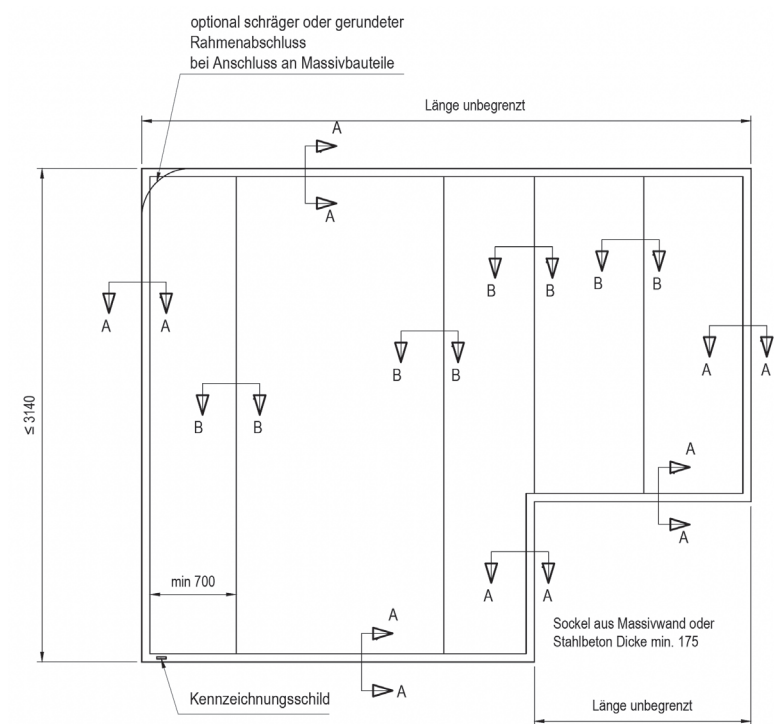 optional schräger oder gerundeter
Rahmenabschluss
bei Anschluss an Massivbauteile
Länge unbegrenzt
A
A
B
B
B
B
A
A
A
A
B
B
B
B
≤ 3140
A
A
min 700
A
A
A
A
Sockel aus Massivwand oder
Stahlbeton Dicke min. 175
Kennzeichnungsschild
Länge unbegrenzt